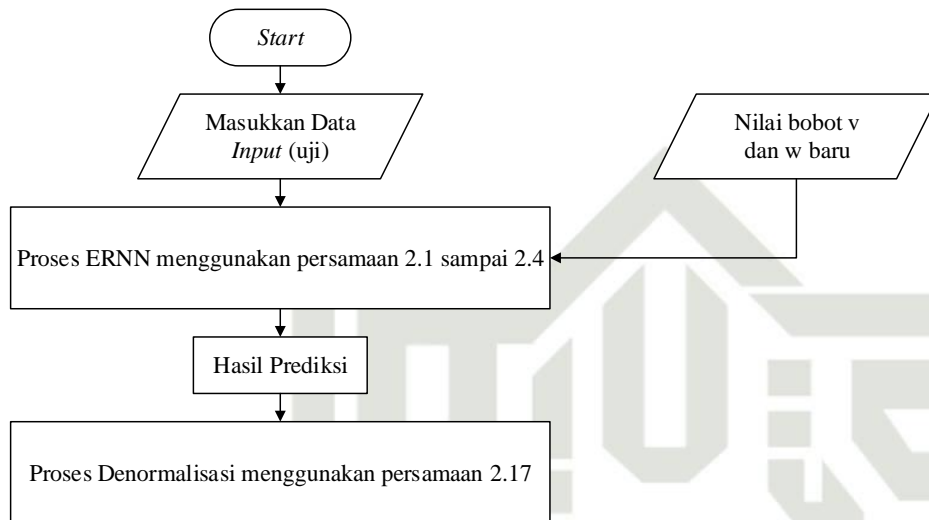 Start
Masukkan Data
Input (uji)
Nilai bobot v
dan w baru
Proses ERNN menggunakan persamaan 2.1 sampai 2.4
Hasil Prediksi
Proses Denormalisasi menggunakan persamaan 2.17